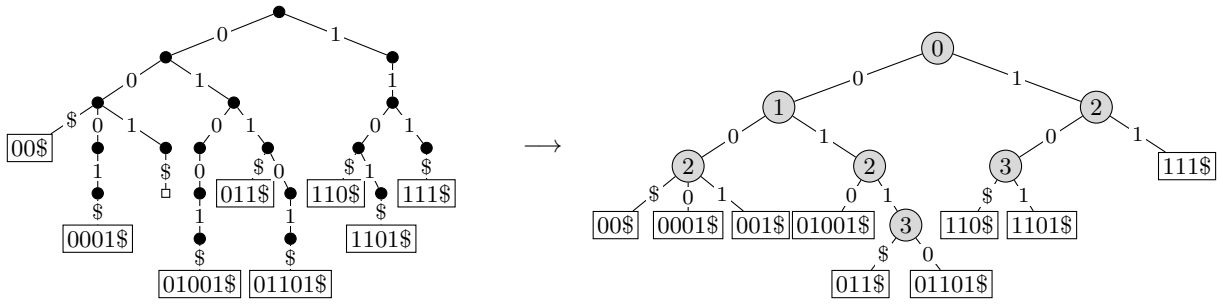 0 1
0 1 1
$ 0 1 0 1 0 1
00$
1 $ 0 $ 0 $ 1 $
011$ 110$ 111$
$ 1 1 $
0001$ 1101$
$ $
01001$ 01101$
→
0
0 1
1 2
0 1 0 1
2 2 3 111$
$ 0 1 0 1 $ 1
00$ 0001$ 001$ 01001$ 3 110$ 1101$
$ 0
011$ 01101$